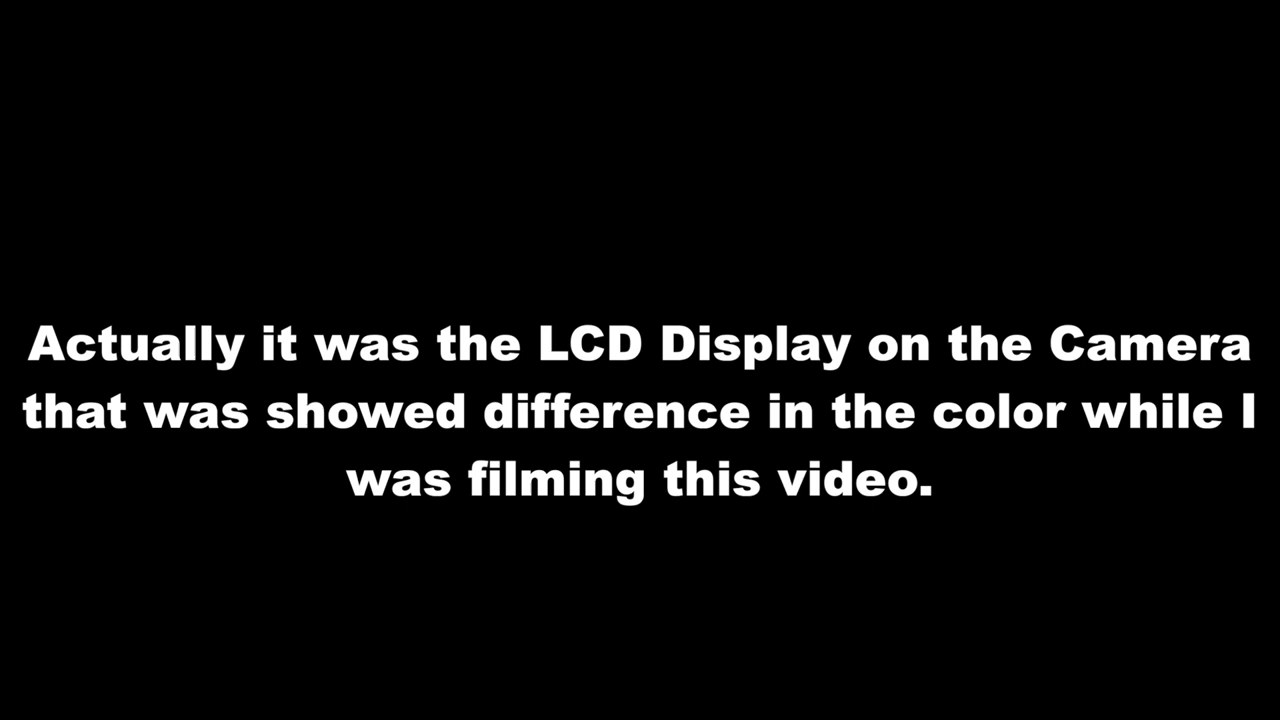 Actually it was the LCD Display on the Camera
that was showed difference in the color while I
was filming this video.